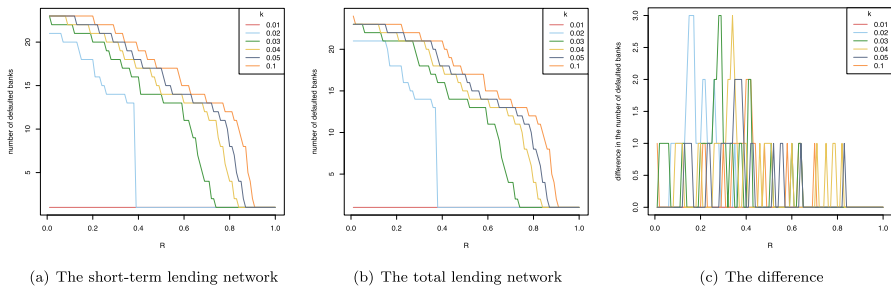 k
0.01
0.02
0.03
0.04
0.05
0.1
number of defaulted banks
20
15
10
5
0.0 0.2 0.4 0.6 0.8 1.0
R
(a) The short-term lending network
k
0.01
0.02
0.03
0.04
0.05
0.1
number of defaulted banks
20
15
10
5
0.0 0.2 0.4 0.6 0.8 1.0
R
(b) The total lending network
k
0.01
0.02
0.03
0.04
0.05
0.1
difference in the number of defaulted banks
3.0
2.5
2.0
1.5
1.0
0.5
0.0
0.0 0.2 0.4 0.6 0.8 1.0
R
(c) The difference